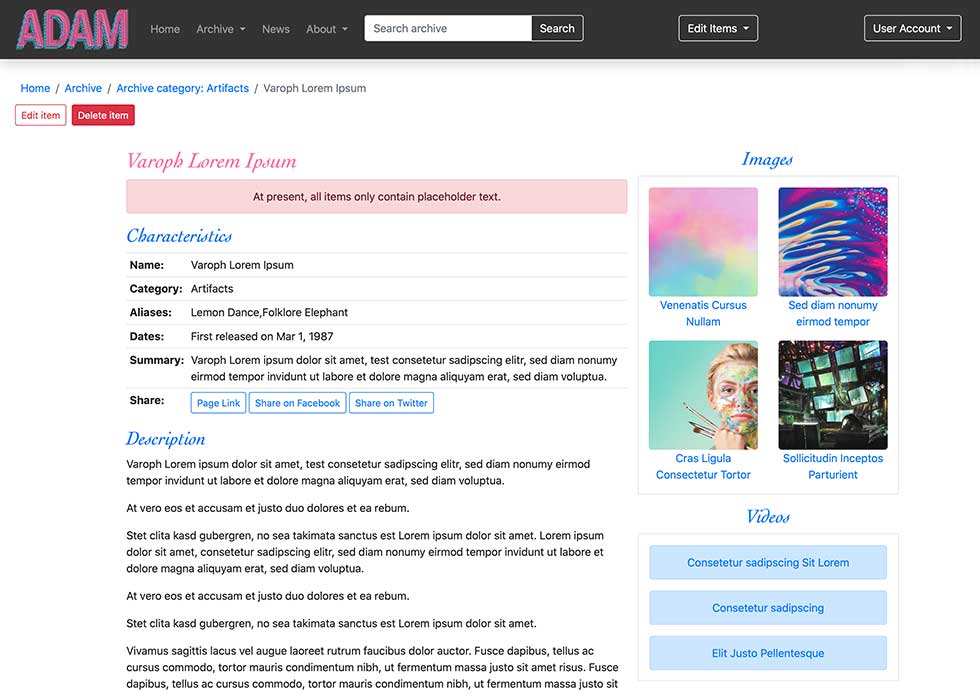 ADAM
Home
Archive
News
About
Search archive
Search
Edit Items
User Account
Home / Archive / Archive category: Artifacts / Varoph Lorem Ipsum
Edit item
Delete item
Varoph Lorem Ipsum
At present, all items only contain placeholder text.
Characteristics
Name: Varoph Lorem Ipsum
Category: Artifacts
Aliases: Lemon Dance,Folklore Elephant
Dates: First released on Mar 1, 1987
Summary: Varoph Lorem ipsum dolor sit amet, test consetetur sadipscing elitr, sed diam nonumy
eirmod tempor invidunt ut labore et dolore magna aliquyam erat, sed diam voluptua.
Share: Page Link Share on Facebook Share on Twitter
Description
Varoph Lorem ipsum dolor sit amet, test consetetur sadipscing elitr, sed diam nonumy eirmod
tempor invidunt ut labore et dolore magna aliquyam erat, sed diam voluptua.
At vero eos et accusam et justo duo dolores et ea rebum.
Stet clita kasd gubergren, no sea takimata sanctus est Lorem ipsum dolor sit amet. Lorem ipsum
dolor sit amet, consetetur sadipscing elitr, sed diam nonumy eirmod tempor invidunt ut labore et
dolore magna aliquyam erat, sed diam voluptua.
At vero eos et accusam et justo duo dolores et ea rebum.
Stet clita kasd gubergren, no sea takimata sanctus est Lorem ipsum dolor sit amet.
Vivamus sagittis lacus vel augue laoreet rutrum faucibus dolor auctor. Fusce dapibus, tellus ac
cursus commodo, tortor mauris condimentum nibh, ut fermentum massa justo sit amet risus. Fusce
dapibus, tellus ac cursus commodo, tortor mauris condimentum nibh, ut fermentum massa justo sit
Images
Venenatis Cursus
Nullam
Sed diam nonumy
eirmod tempor
Cras Ligula
Consectetur Tortor
Sollicitudin Inceptos
Parturient
Videos
Consetetur sadipscing Sit Lorem
Consetetur sadipscing
Elit Justo Pellentesque